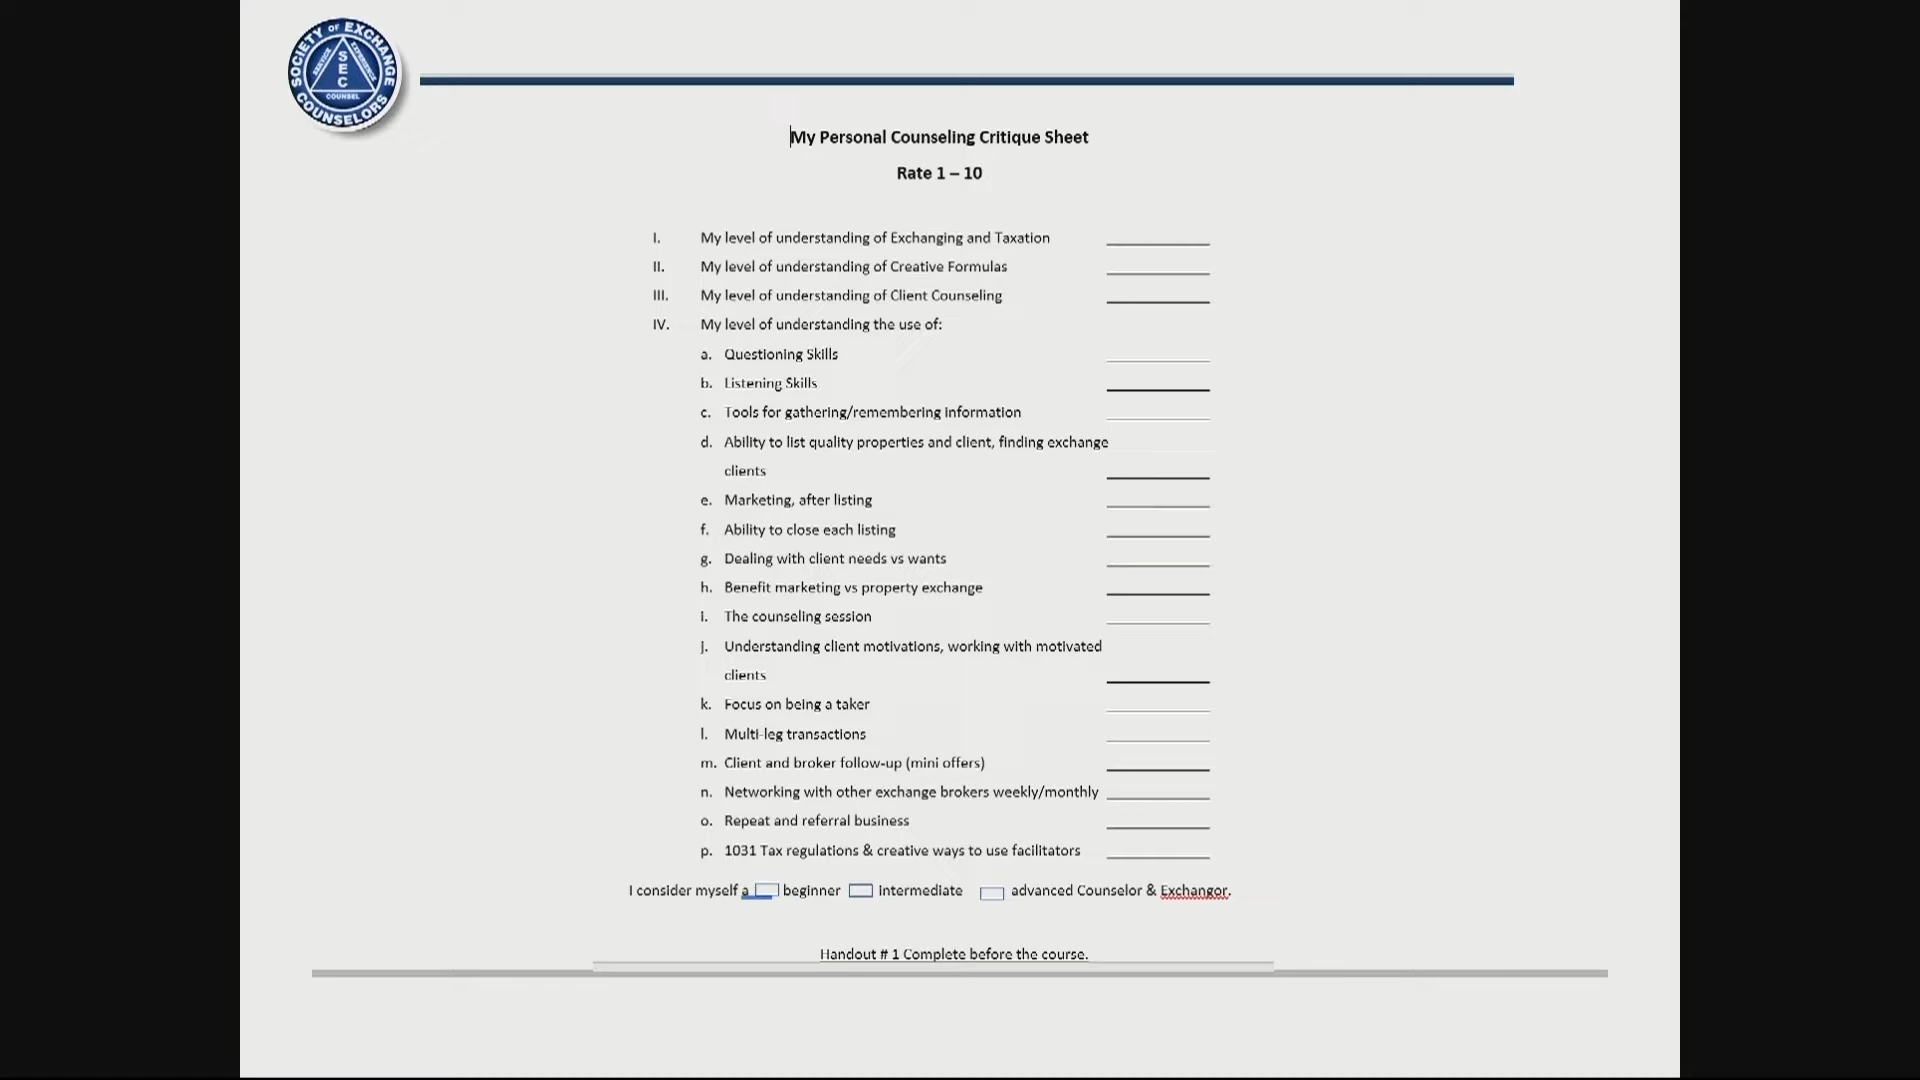 SOCIETY OF EXCHANGE COUNSELORS
SERVICE
EXPERIENCE
SEC
COUNSEL
My Personal Counseling Critique Sheet
Rate 1 – 10
I. My level of understanding of Exchanging and Taxation
II. My level of understanding of Creative Formulas
III. My level of understanding of Client Counseling
IV. My level of understanding the use of:
a. Questioning Skills
b. Listening Skills
c. Tools for gathering/remembering information
d. Ability to list quality properties and client, finding exchange
clients
e. Marketing, after listing
f. Ability to close each listing
g. Dealing with client needs vs wants
h. Benefit marketing vs property exchange
i. The counseling session
j. Understanding client motivations, working with motivated
clients
k. Focus on being a taker
l. Multi-leg transactions
m. Client and broker follow-up (mini offers)
n. Networking with other exchange brokers weekly/monthly
o. Repeat and referral business
p. 1031 Tax regulations & creative ways to use facilitators
I consider myself a beginner intermediate advanced Counselor & Exchangor.
Handout # 1 Complete before the course.